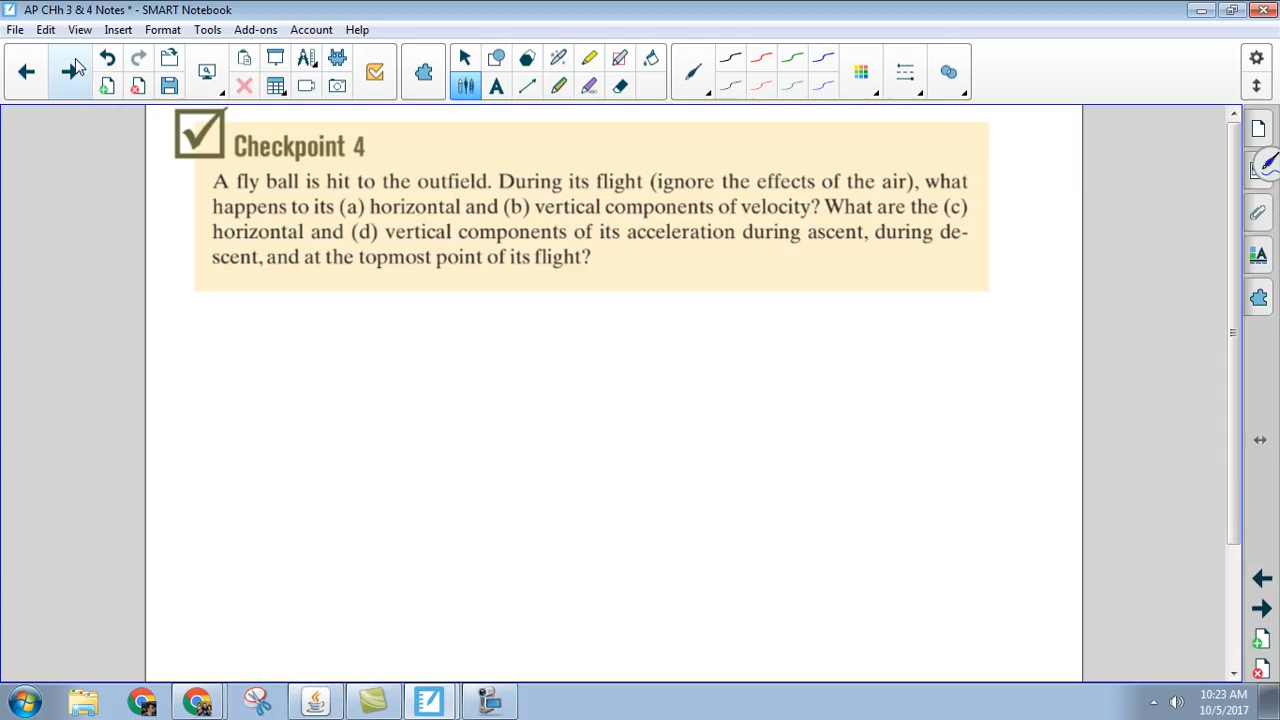 AP CHh 3 & 4 Notes * - SMART Notebook
File Edit View Insert Format Tools Add-ons Account Help
Checkpoint 4
A fly ball is hit to the outfield. During its flight (ignore the effects of the air), what
happens to its (a) horizontal and (b) vertical components of velocity? What are the (c)
horizontal and (d) vertical components of its acceleration during ascent, during de-
scent, and at the topmost point of its flight?
10:23 AM
10/5/2017